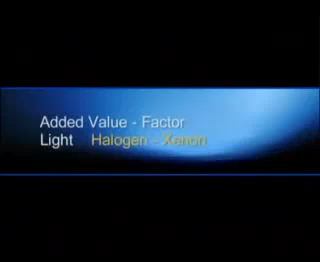 Added Value - Factor
Light Halogen - Xenon